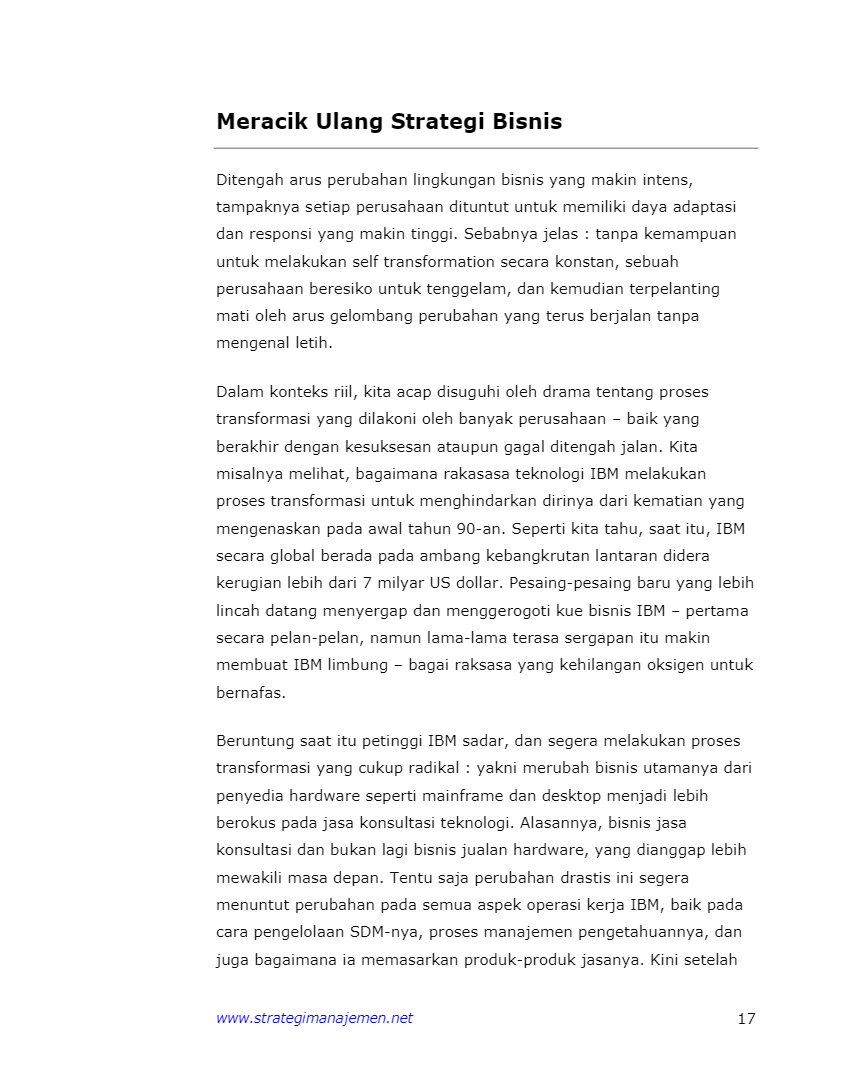 Meracik Ulang Strategi Bisnis
Ditengah arus perubahan lingkungan bisnis yang makin intens,
tampaknya setiap perusahaan dituntut untuk memiliki daya adaptasi
dan responsi yang makin tinggi. Sebabnya jelas : tanpa kemampuan
untuk melakukan self transformation secara konstan, sebuah
perusahaan beresiko untuk tenggelam, dan kemudian terpelanting
mati oleh arus gelombang perubahan yang terus berjalan tanpa
mengenal letih.
Dalam konteks riil, kita acap disuguhi oleh drama tentang proses
transformasi yang dilakoni oleh banyak perusahaan – baik yang
berakhir dengan kesuksesan ataupun gagal ditengah jalan. Kita
misalnya melihat, bagaimana rakasasa teknologi IBM melakukan
proses transformasi untuk menghindarkan dirinya dari kematian yang
mengenaskan pada awal tahun 90-an. Seperti kita tahu, saat itu, IBM
secara global berada pada ambang kebangkrutan lantaran didera
kerugian lebih dari 7 milyar US dollar. Pesaing-pesaing baru yang lebih
lincah datang menyergap dan menggerogoti kue bisnis IBM – pertama
secara pelan-pelan, namun lama-lama terasa sergapan itu makin
membuat IBM limbung – bagai raksasa yang kehilangan oksigen untuk
bernafas.
Beruntung saat itu petinggi IBM sadar, dan segera melakukan proses
transformasi yang cukup radikal : yakni merubah bisnis utamanya dari
penyedia hardware seperti mainframe dan desktop menjadi lebih
berokus pada jasa konsultasi teknologi. Alasannya, bisnis jasa
konsultasi dan bukan lagi bisnis jualan hardware, yang dianggap lebih
mewakili masa depan. Tentu saja perubahan drastis ini segera
menuntut perubahan pada semua aspek operasi kerja IBM, baik pada
cara pengelolaan SDM-nya, proses manajemen pengetahuannya, dan
juga bagaimana ia memasarkan produk-produk jasanya. Kini setelah
www.strategimanajemen.net 17